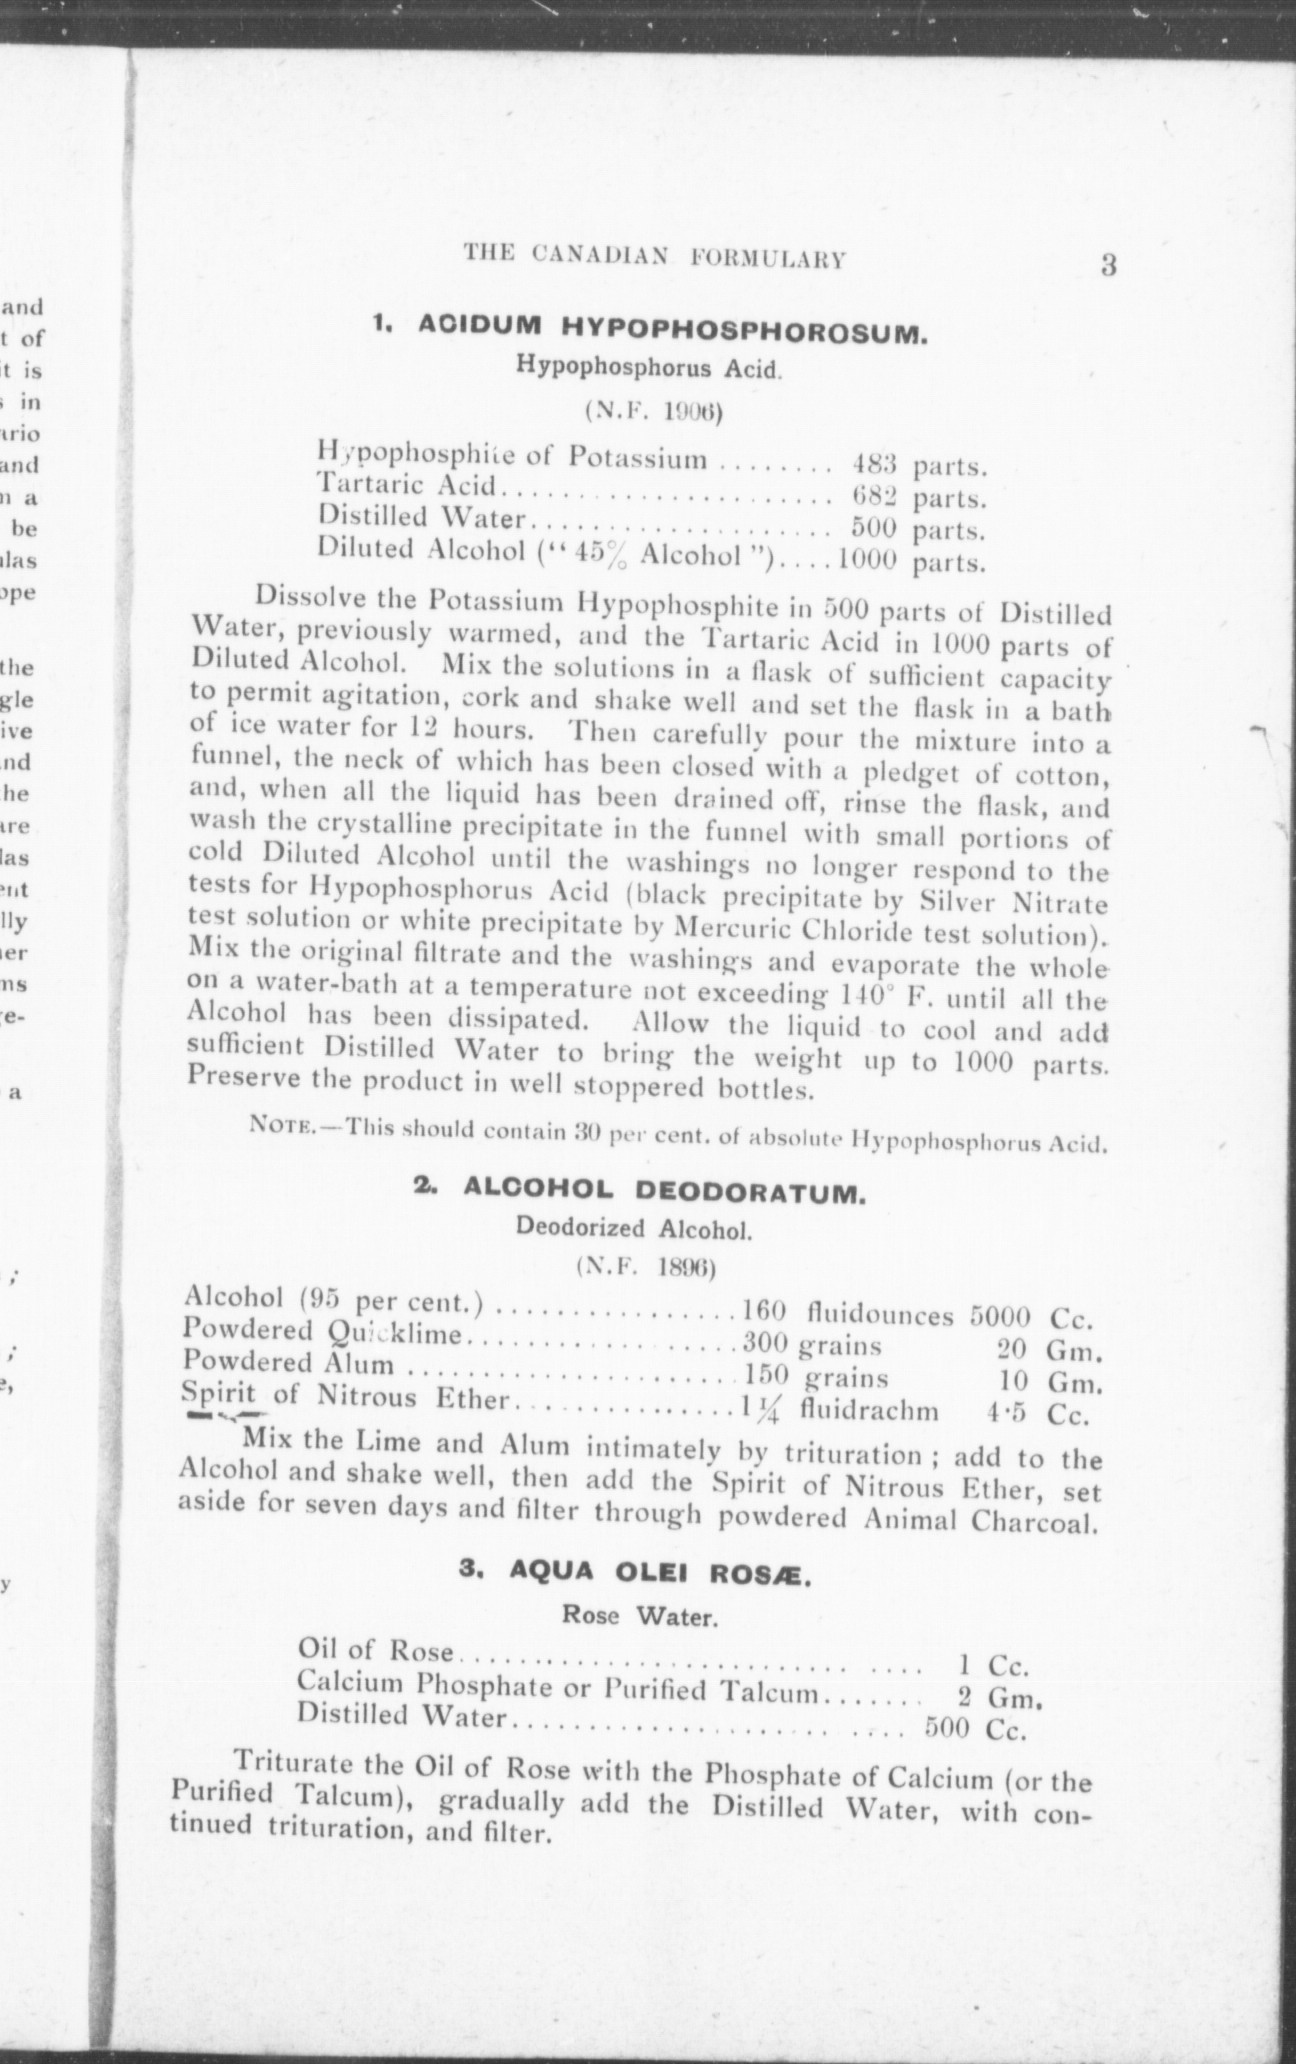 THE CANADIAN FORMULARY 3
1. ACIDUM HYPOPHOSPHOROSUM.
Hypophosphorus Acid.
(N.F. 1906)
Hypophosphite of Potassium ........ 483 parts.
Tartaric Acid...................... 682 parts.
Distilled Water.................... 500 parts.
Diluted Alcohol (“ 45% Alcohol ”)....1000 parts.
Dissolve the Potassium Hypophosphite in 500 parts of Distilled
Water, previously warmed, and the Tartaric Acid in 1000 parts of
Diluted Alcohol. Mix the solutions in a flask of sufficient capacity
to permit agitation, cork and shake well and set the flask in a bath
of ice water for 12 hours. Then carefully pour the mixture into a
funnel, the neck of which has been closed with a pledget of cotton,
and, when all the liquid has been drained off, rinse the flask, and
wash the crystalline precipitate in the funnel with small portions of
cold Diluted Alcohol until the washings no longer respond to the
tests for Hypophosphorus Acid (black precipitate by Silver Nitrate
test solution or white precipitate by Mercuric Chloride test solution).
Mix the original filtrate and the washings and evaporate the whole
on a water-bath at a temperature not exceeding 140° F. until all the
Alcohol has been dissipated. Allow the liquid to cool and add
sufficient Distilled Water to bring the weight up to 1000 parts.
Preserve the product in well stoppered bottles.
NOTE.—This should contain 30 per cent. of absolute Hypophosphorus Acid.
2. ALCOHOL DEODORATUM.
Deodorized Alcohol.
(N.F. 1896)
Alcohol (95 per cent.) ................160 fluidounces 5000 Cc.
Powdered Quicklime..................300 grains 20 Gm.
Powdered Alum ......................150 grains 10 Gm.
Spirit of Nitrous Ether...............1¼ fluidrachm 4·5 Cc.
Mix the Lime and Alum intimately by trituration ; add to the
Alcohol and shake well, then add the Spirit of Nitrous Ether, set
aside for seven days and filter through powdered Animal Charcoal.
3. AQUA OLEI ROSÆ.
Rose Water.
Oil of Rose.............................. 1 Cc.
Calcium Phosphate or Purified Talcum....... 2 Gm.
Distilled Water......................... 500 Cc.
Triturate the Oil of Rose with the Phosphate of Calcium (or the
Purified Talcum), gradually add the Distilled Water, with con-
tinued trituration, and filter.